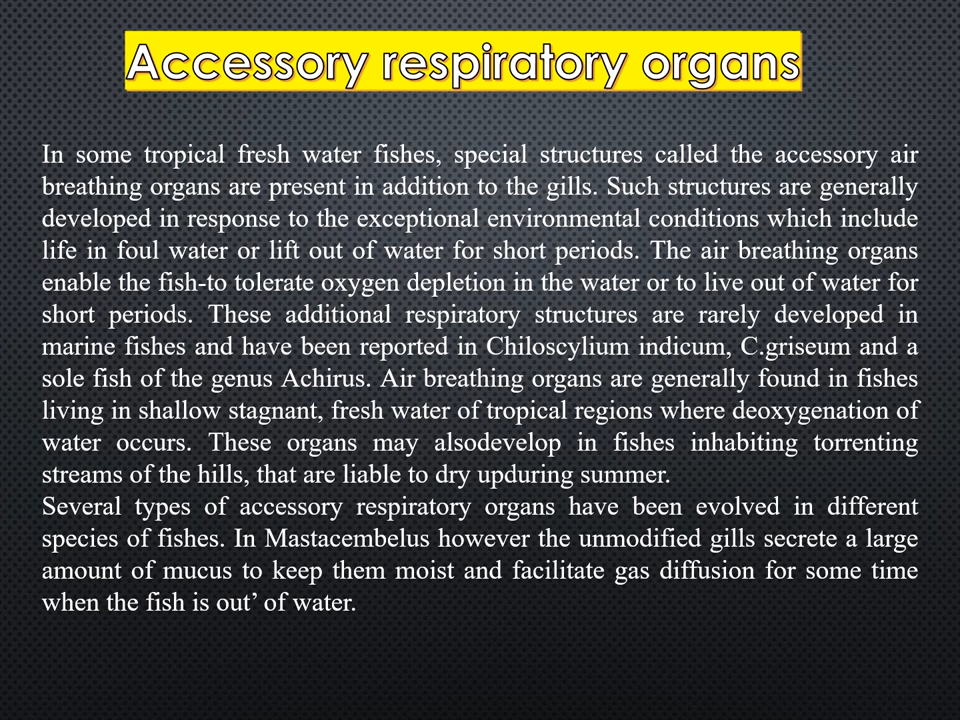 Accessory respiratory organs
In some tropical fresh water fishes, special structures called the accessory air
breathing organs are present in addition to the gills. Such structures are generally
developed in response to the exceptional environmental conditions which include
life in foul water or lift out of water for short periods. The air breathing organs
enable the fish-to tolerate oxygen depletion in the water or to live out of water for
short periods. These additional respiratory structures are rarely developed in
marine fishes and have been reported in Chiloscylium indicum, C.griseum and a
sole fish of the genus Achirus. Air breathing organs are generally found in fishes
living in shallow stagnant, fresh water of tropical regions where deoxygenation of
water occurs. These organs may alsodevelop in fishes inhabiting torrenting
streams of the hills, that are liable to dry upduring summer.
Several types of accessory respiratory organs have been evolved in different
species of fishes. In Mastacembelus however the unmodified gills secrete a large
amount of mucus to keep them moist and facilitate gas diffusion for some time
when the fish is out’ of water.